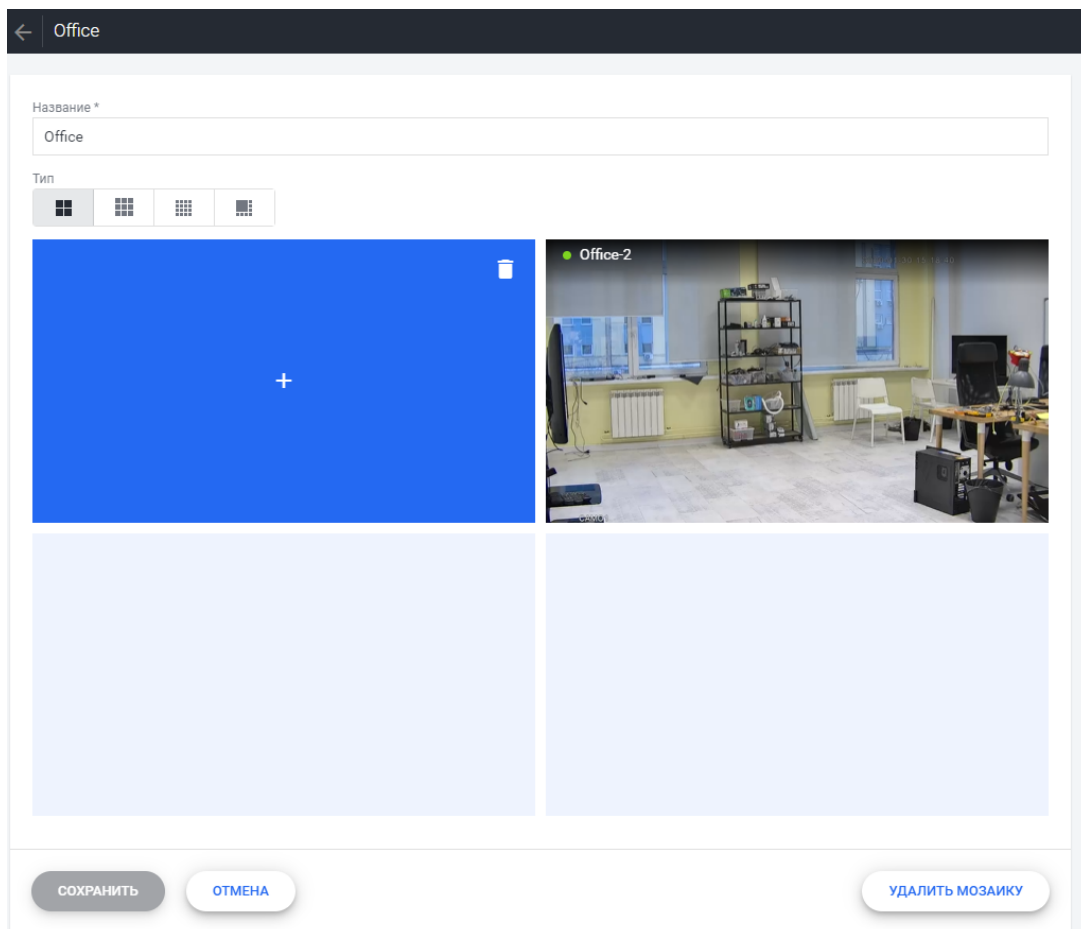 Office
Название *
Office
Тип
Office-2
СОХРАНИТЬ
ОТМЕНА
УДАЛИТЬ МОЗАИКУ